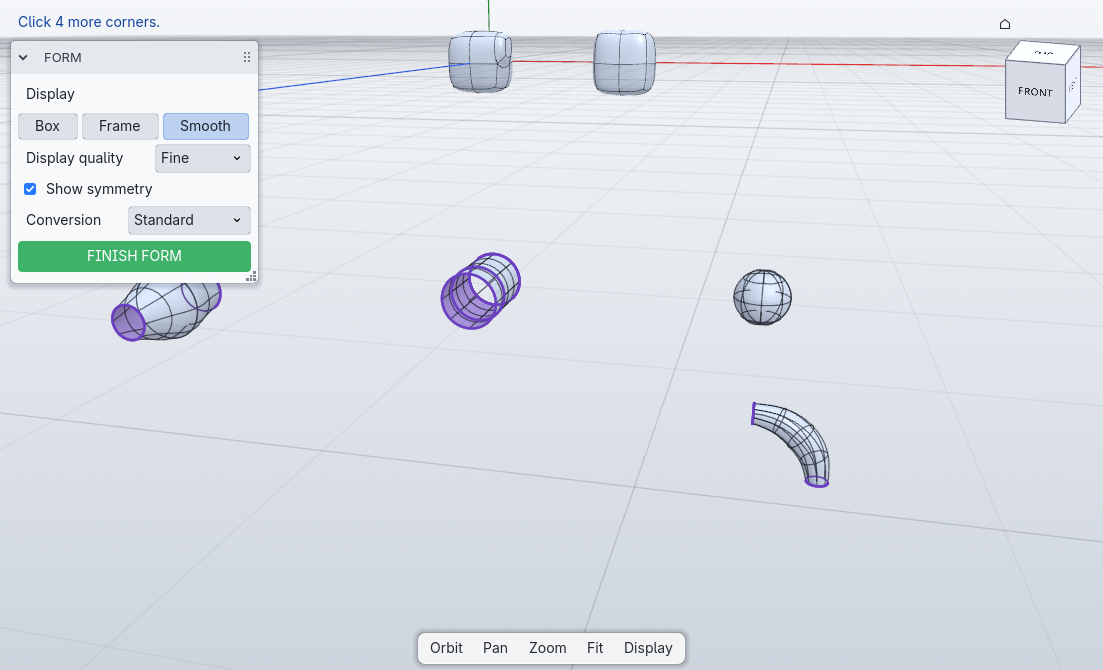 Click 4 more corners.
FORM
Display
Box Frame Smooth
Display quality Fine
Show symmetry
Conversion Standard
FINISH FORM
FRONT
Orbit Pan Zoom Fit Display